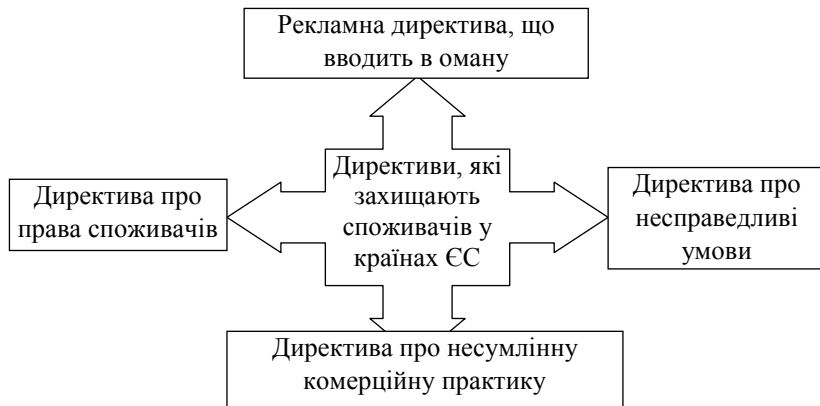 Рекламна директива, що
вводить в оману
Директива про
права споживачів
Директиви, які
захищають
споживачів у
країнах ЄС
Директива про
несправедливі
умови
Директива про несумлінну
комерційну практику